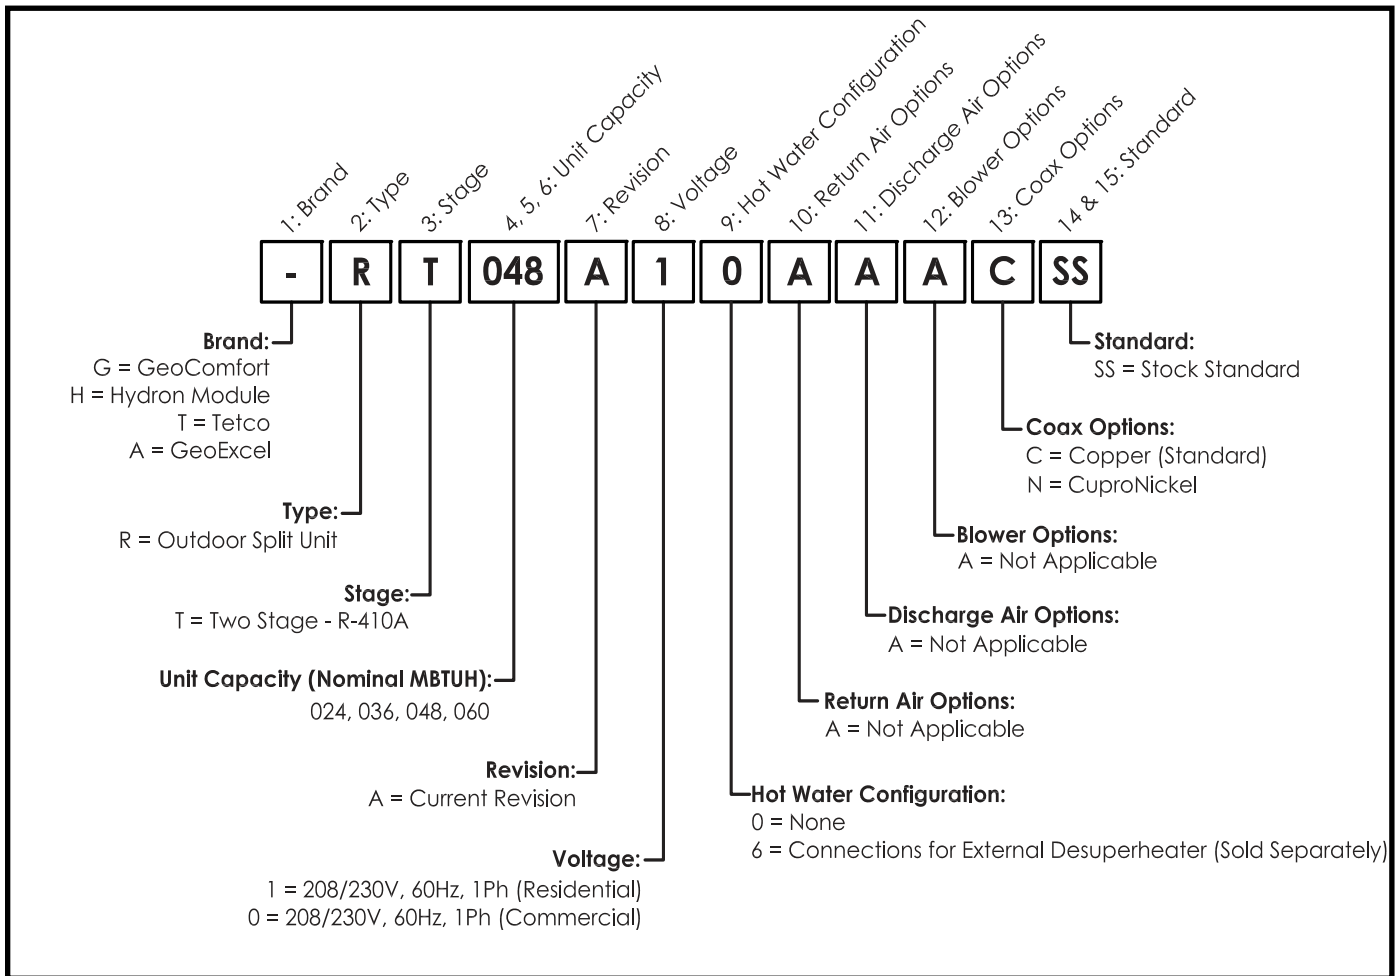 1: Brand
2: Type
3: Stage
4, 5, 6: Unit Capacity
7: Revision
8: Voltage
9: Hot Water Configuration
10: Return Air Options
11: Discharge Air Options
12: Blower Options
13: Coax Options
14 & 15: Standard
- R T 048 A 1 0 A A A C SS
Brand:
G = GeoComfort
H = Hydron Module
T = Tetco
A = GeoExcel
Type:
R = Outdoor Split Unit
Stage:
T = Two Stage - R-410A
Unit Capacity (Nominal MBTUH):
024, 036, 048, 060
Revision:
A = Current Revision
Voltage:
1 = 208/230V, 60Hz, 1Ph (Residential)
0 = 208/230V, 60Hz, 1Ph (Commercial)
Standard:
SS = Stock Standard
Coax Options:
C = Copper (Standard)
N = CuproNickel
Blower Options:
A = Not Applicable
Discharge Air Options:
A = Not Applicable
Return Air Options:
A = Not Applicable
Hot Water Configuration:
0 = None
6 = Connections for External Desuperheater (Sold Separately)